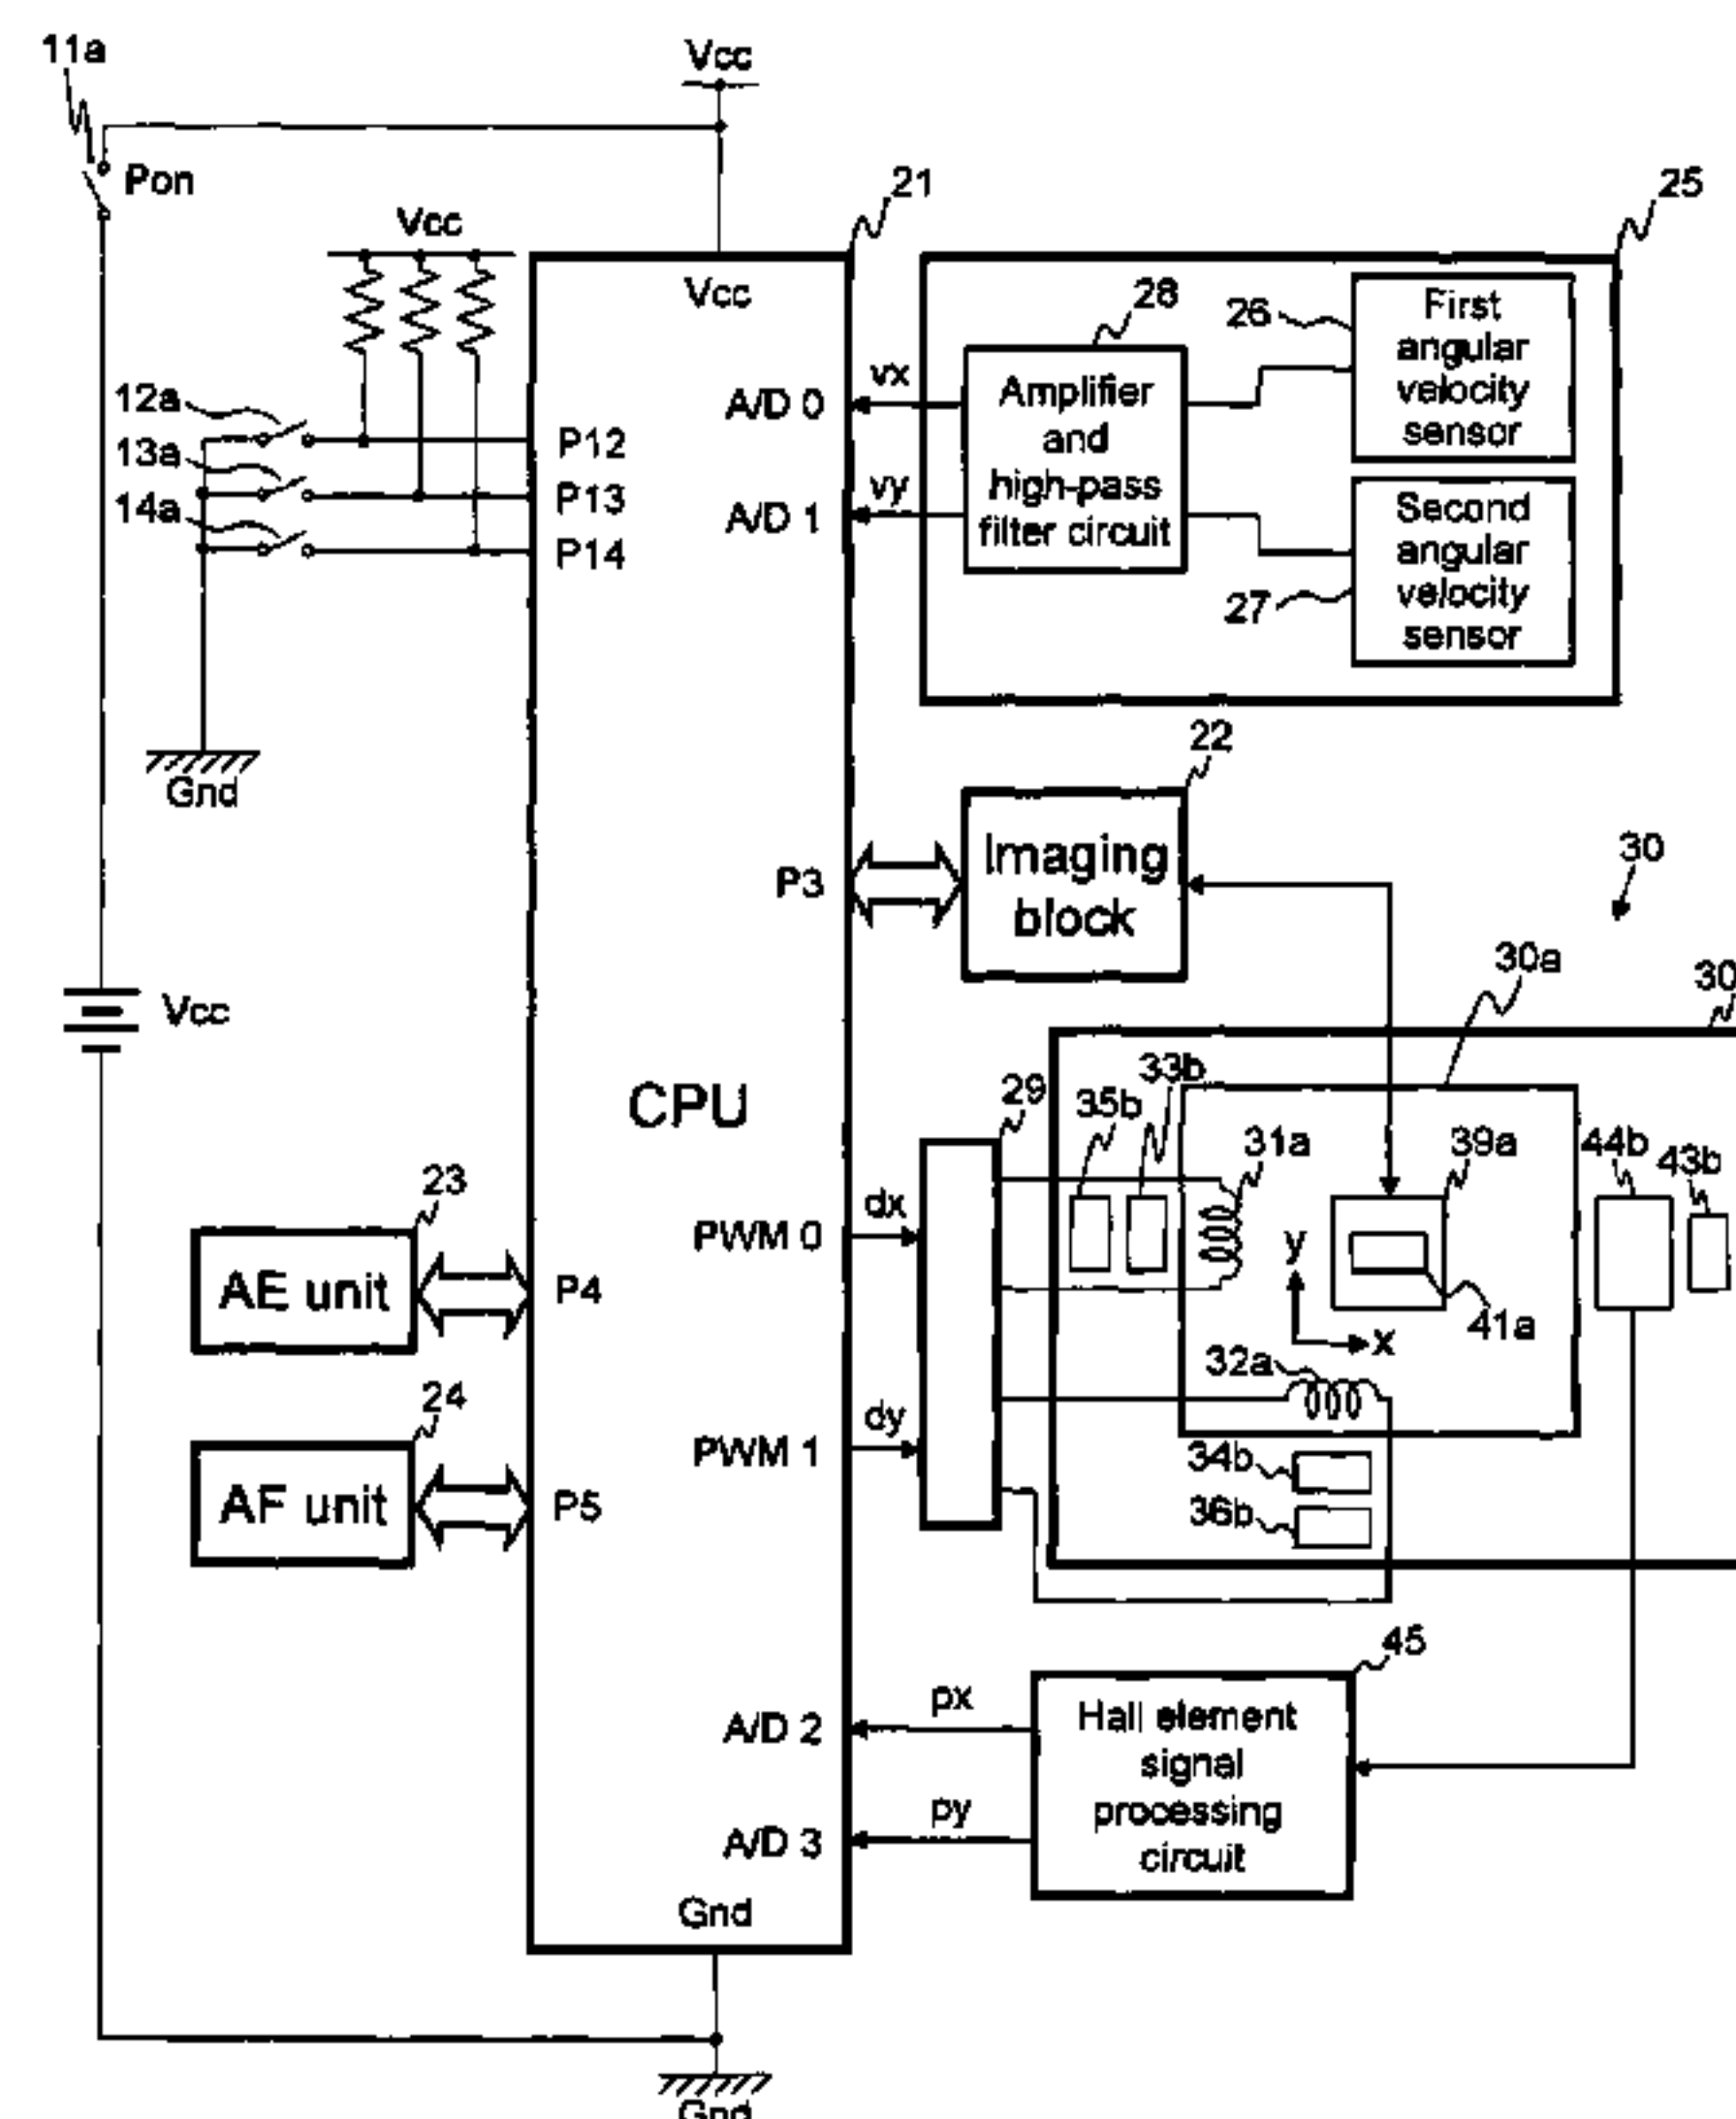 11a
Vcc
Pon
21
25
Vcc
Vcc
28
26
First
angular
velocity
sensor
12a
13a
14a
P12
P13
P14
A/D 0
vx
A/D 1
vy
Amplifier
and
high-pass
filter circuit
Second
angular
velocity
sensor
27
Gnd
22
P3
Imaging
block
30
30a
30
Vcc
CPU
29
35b
33b
31a
39a
44b
43b
23
AE unit
P4
PWM 0
dx
y
x
41a
32a
24
AF unit
P5
PWM 1
dy
34b
36b
45
A/D 2
px
A/D 3
py
Hall element
signal
processing
circuit
Gnd
Gnd